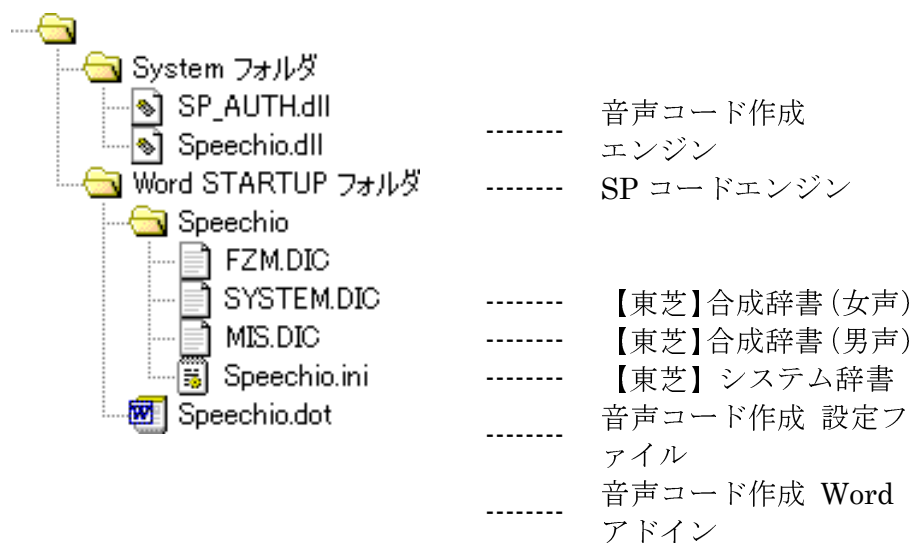 System フォルダ
SP_AUTH.dll
Speechio.dll
Word STARTUP フォルダ
Speechio
FZM.DIC
SYSTEM.DIC
MIS.DIC
Speechio.ini
Speechio.dot
-------- 音声コード作成
エンジン
-------- SP コードエンジン
-------- 【東芝】合成辞書(女声)
-------- 【東芝】合成辞書(男声)
-------- 【東芝】システム辞書
-------- 音声コード作成 設定フ
ァイル
-------- 音声コード作成 Word
アドイン